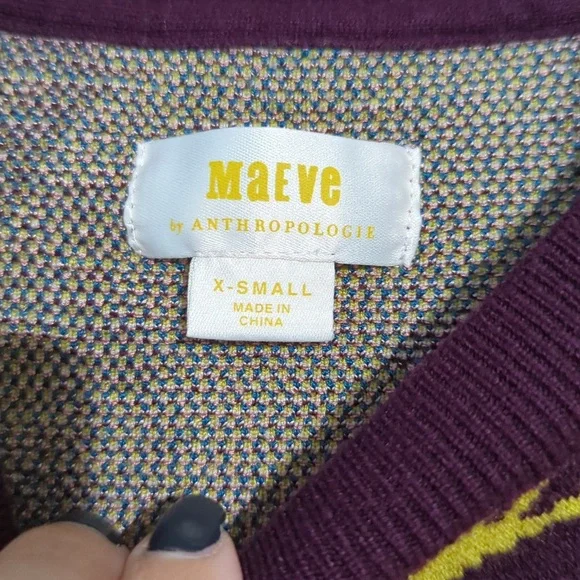 MaEVe
by ANTHROPOLOGIE
X-SMALL
MADE IN
CHINA